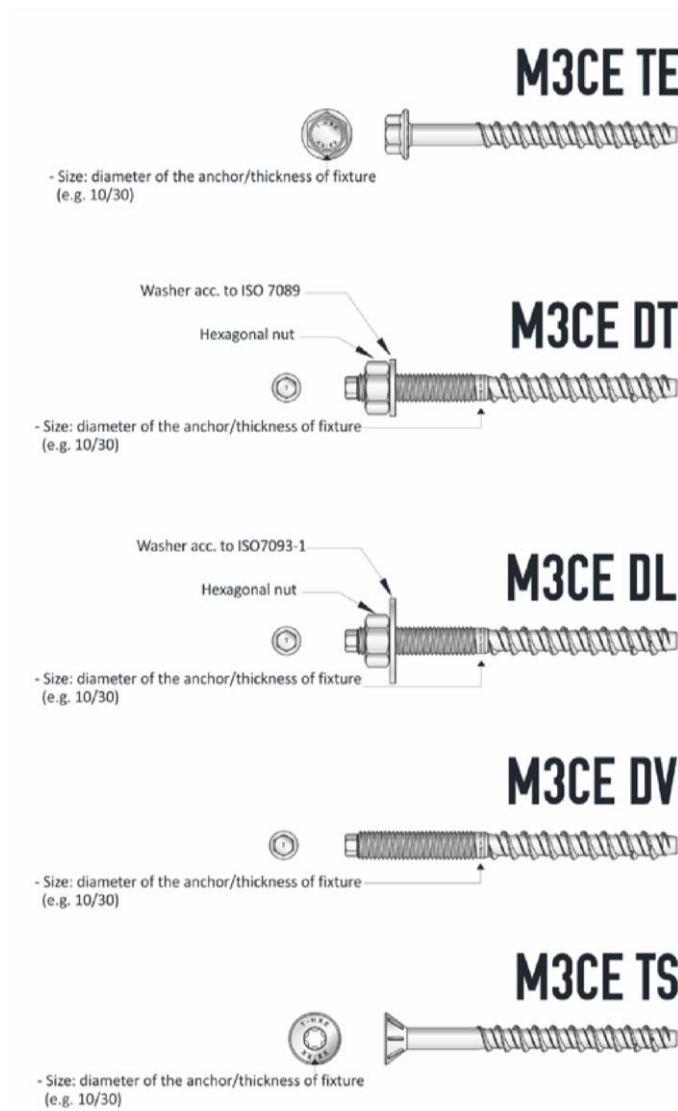 M3CE TE
- Size: diameter of the anchor/thickness of fixture
(e.g. 10/30)
Washer acc. to ISO 7089
Hexagonal nut
M3CE DT
- Size: diameter of the anchor/thickness of fixture
(e.g. 10/30)
Washer acc. to ISO7093-1
Hexagonal nut
M3CE DL
- Size: diameter of the anchor/thickness of fixture
(e.g. 10/30)
M3CE DV
- Size: diameter of the anchor/thickness of fixture
(e.g. 10/30)
M3CE TS
- Size: diameter of the anchor/thickness of fixture
(e.g. 10/30)